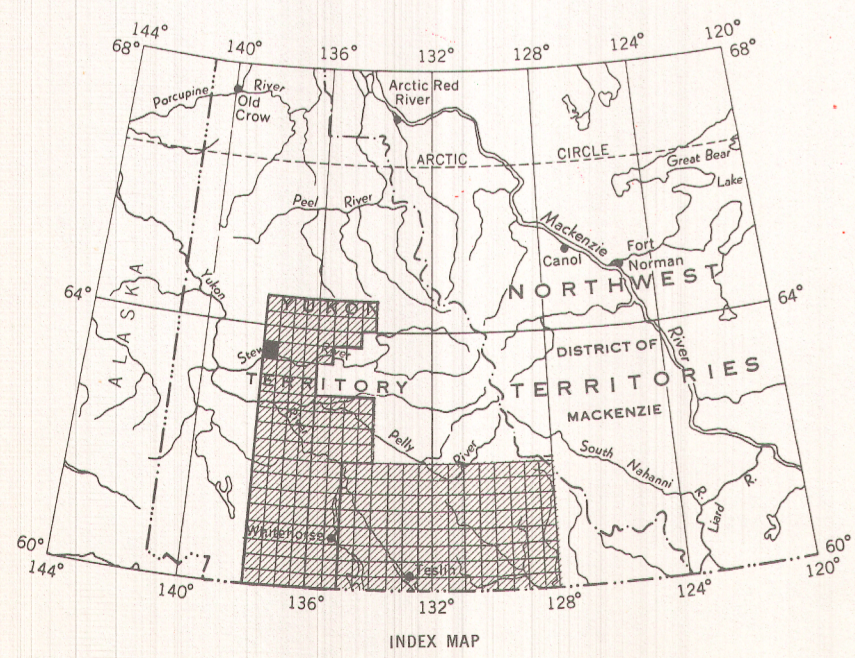 144°
68°
140°
136°
132°
128°
124°
120°
68°
Porcupine River
Old
Crow
Arctic Red
River
ARCTIC CIRCLE
Great Bear
Lake
Peel River
Mackenzie
Canol
Fort
Norman
Yukon
ALASKA
64°
YUKON
NORTHWEST
64°
River
Stew
River
DISTRICT OF
TERRITORY
TERRITORIES
MACKENZIE
Pelly
River
South
Nahanni
R.
Liard
R.
Whitehorse
Teslin
60°
144°
140°
136°
132°
128°
124°
60°
120°
INDEX MAP